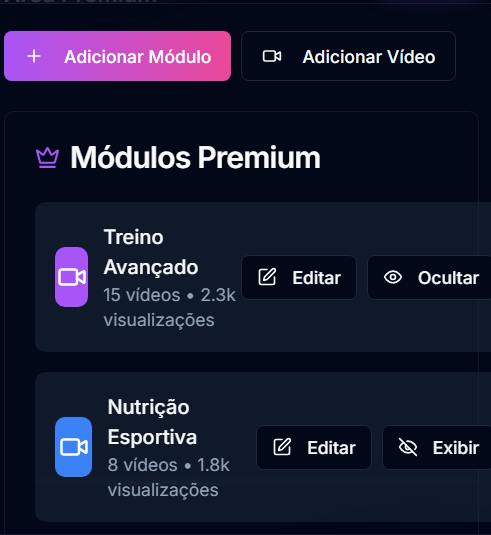 Adicionar Módulo
Adicionar Vídeo
Módulos Premium
Treino
Avançado
15 vídeos • 2.3k
visualizações
Editar
Ocultar
Nutrição
Esportiva
8 vídeos • 1.8k
visualizações
Editar
Exibir